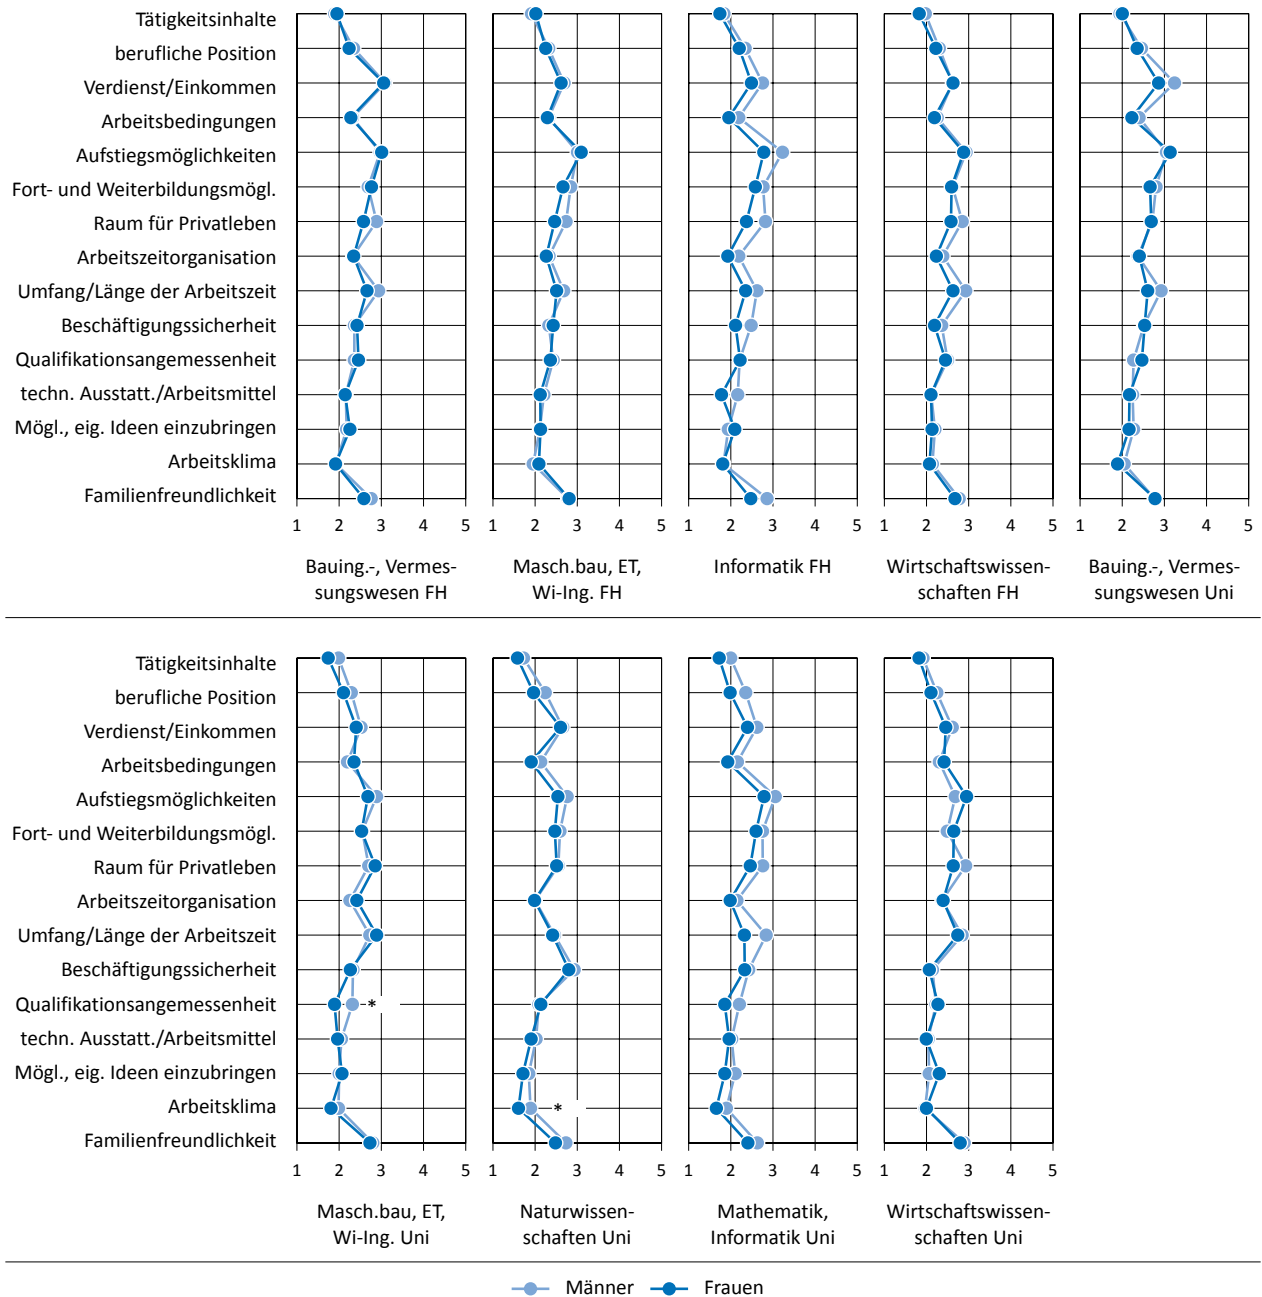 Tätigkeitsinhalte
berufliche Position
Verdienst/Einkommen
Arbeitsbedingungen
Aufstiegsmöglichkeiten
Fort- und Weiterbildungsmögl.
Raum für Privatleben
Arbeitszeitorganisation
Umfang/Länge der Arbeitszeit
Beschäftigungssicherheit
Qualifikationsangemessenheit
techn. Ausstatt./Arbeitsmittel
Mögl., eig. Ideen einzubringen
Arbeitsklima
Familienfreundlichkeit
1 2 3 4 5 1 2 3 4 5 1 2 3 4 5 1 2 3 4 5 1 2 3 4 5
Bauing.-, Vermes-
sungswesen FH
Masch.bau, ET,
Wi-Ing. FH
Informatik FH
Wirtschaftswissen-
schaften FH
Bauing.-, Vermes-
sungswesen Uni
Tätigkeitsinhalte
berufliche Position
Verdienst/Einkommen
Arbeitsbedingungen
Aufstiegsmöglichkeiten
Fort- und Weiterbildungsmögl.
Raum für Privatleben
Arbeitszeitorganisation
Umfang/Länge der Arbeitszeit
Beschäftigungssicherheit
Qualifikationsangemessenheit *
techn. Ausstatt./Arbeitsmittel
Mögl., eig. Ideen einzubringen
Arbeitsklima *
Familienfreundlichkeit
1 2 3 4 5 1 2 3 4 5 1 2 3 4 5 1 2 3 4 5
Masch.bau, ET,
Wi-Ing. Uni
Naturwissen-
schaften Uni
Mathematik,
Informatik Uni
Wirtschaftswissen-
schaften Uni
Männer Frauen